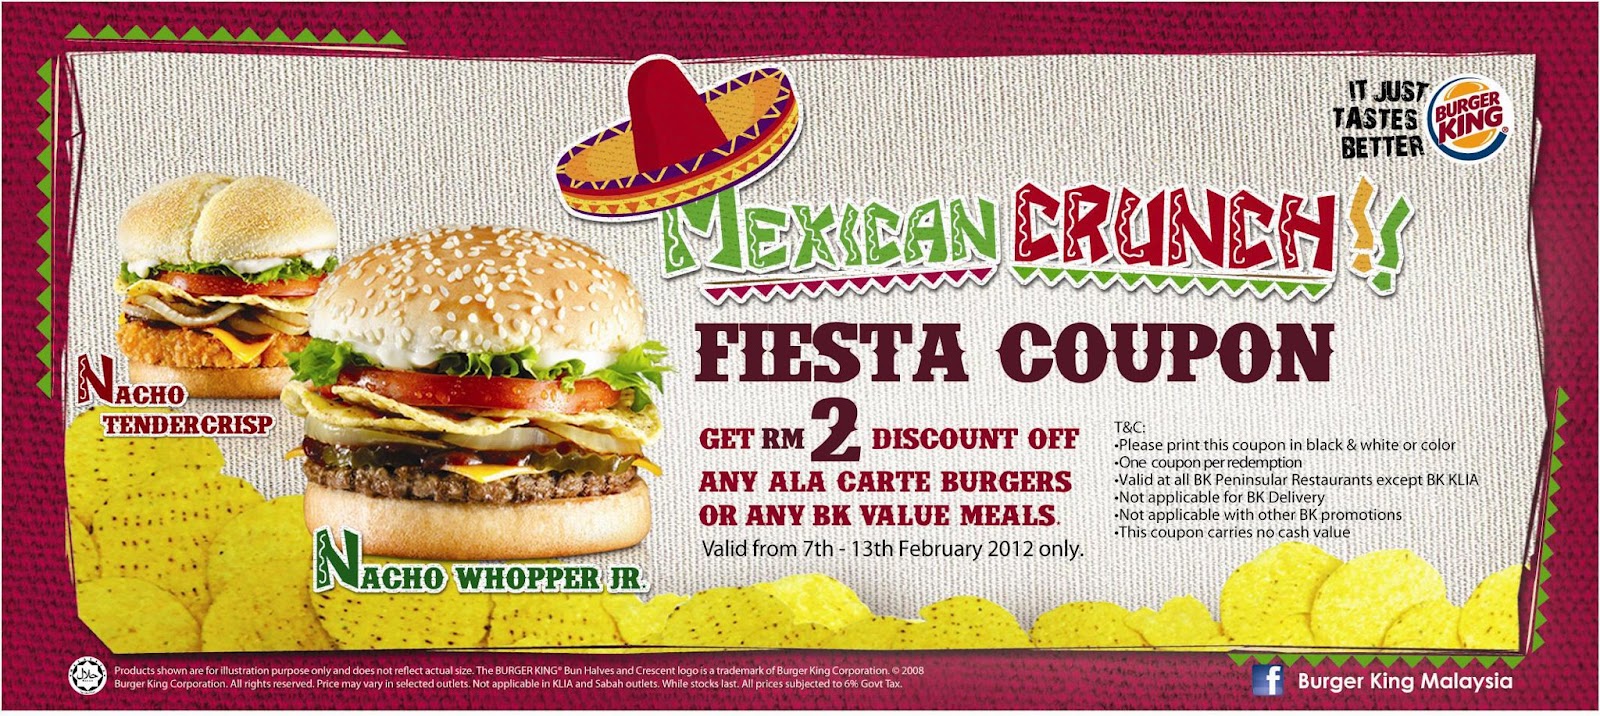 IT JUST
TASTES
BETTER
BURGER
KING®
MEXICAN CRUNCH!!
FIESTA COUPON
GET RM 2 DISCOUNT OFF
ANY ALA CARTE BURGERS
OR ANY BK VALUE MEALS.
Valid from 7th - 13th February 2012 only.
T&C:
•Please print this coupon in black & white or color
•One coupon per redemption
•Valid at all BK Peninsular Restaurants except BK KLIA
•Not applicable for BK Delivery
•Not applicable with other BK promotions
•This coupon carries no cash value
NACHO
TENDERCRISP
NACHO WHOPPER JR.
حلال
Products shown are for illustration purpose only and does not reflect actual size. The BURGER KING® Bun Halves and Crescent logo is a trademark of Burger King Corporation. © 2008
Burger King Corporation. All rights reserved. Price may vary in selected outlets. Not applicable in KLIA and Sabah outlets. While stocks last. All prices subjected to 6% Govt Tax.
f Burger King Malaysia